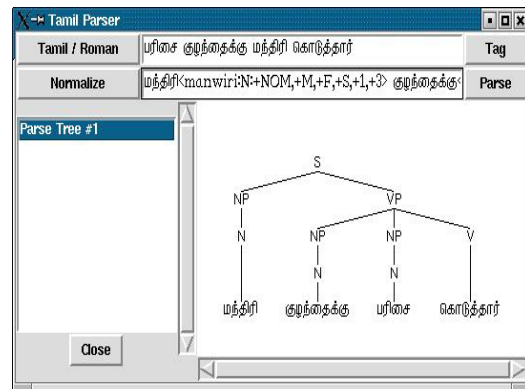 Tamil Parser
Tamil / Roman பரிசை குழந்தைக்கு மந்திரி கொடுத்தார் Tag
Normalize மந்திரி<manwiri:N:+NOM,+M,+F,+S,+1,+3> குழந்தைக்கு< Parse
Parse Tree #1
S
NP VP
N NP NP V
N N
மந்திரி குழந்தைக்கு பரிசை கொடுத்தார்
Close